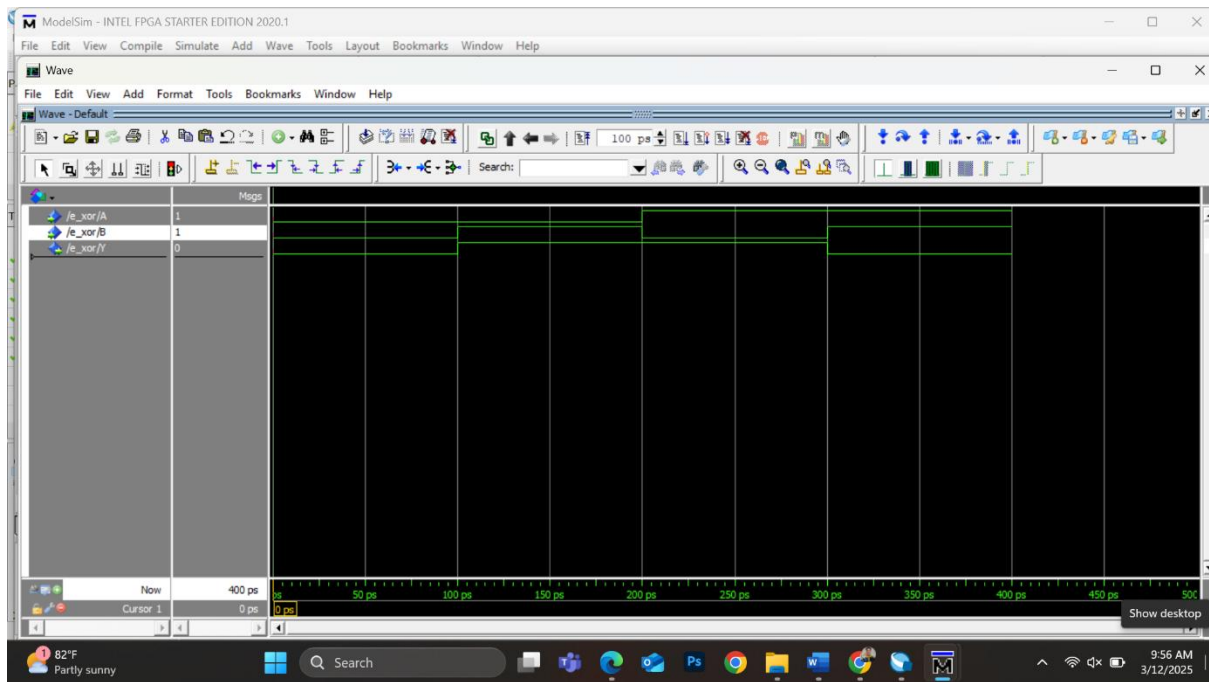 ModelSim - INTEL FPGA STARTER EDITION 2020.1
File Edit View Compile Simulate Add Wave Tools Layout Bookmarks Window Help
Wave
File Edit View Add Format Tools Bookmarks Window Help
Wave - Default
100 ps
Search:
Msgs
/e_xor/A 1
/e_xor/B 1
/e_xor/Y 0
Now 400 ps
ps 50 ps 100 ps 150 ps 200 ps 250 ps 300 ps 350 ps 400 ps 450 ps 500
Cursor 1 0 ps 0 ps
Show desktop
1 82°F
Partly sunny
Search
Ps
9:56 AM
3/12/2025